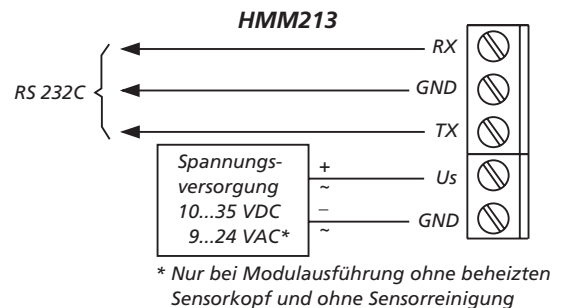 HMM213
RX
RS 232C
GND
TX
Spannungs-
versorgung
10...35 VDC
9...24 VAC*
+
~
–
~
Us
GND
* Nur bei Modulausführung ohne beheizten
Sensorkopf und ohne Sensorreinigung